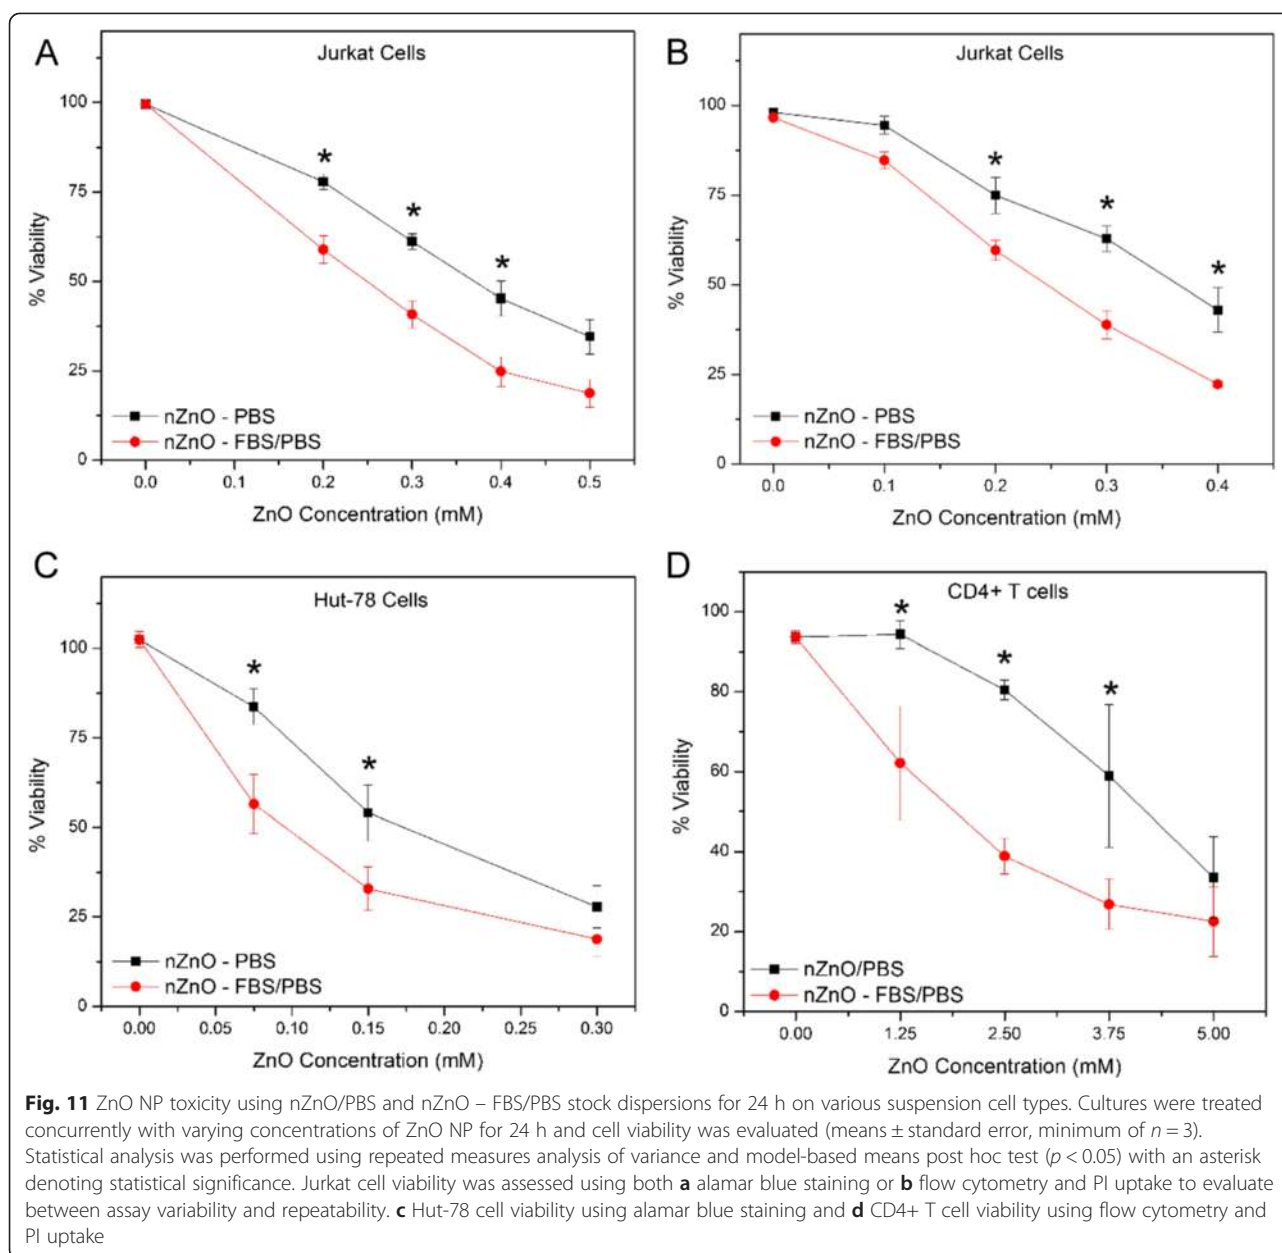 A
Jurkat Cells
% Viability
100
75
50
25
0
* * *
nZnO - PBS
nZnO - FBS/PBS
0.0 0.1 0.2 0.3 0.4 0.5
ZnO Concentration (mM)
B
Jurkat Cells
% Viability
100
75
50
25
0
* * *
nZnO - PBS
nZnO - FBS/PBS
0.0 0.1 0.2 0.3 0.4
ZnO Concentration (mM)
C
Hut-78 Cells
% Viability
100
75
50
25
0
* *
nZnO - PBS
nZnO - FBS/PBS
0.00 0.05 0.10 0.15 0.20 0.25 0.30
ZnO Concentration (mM)
D
CD4+ T cells
% Viability
100
80
60
40
20
0
* * *
nZnO/PBS
nZnO - FBS/PBS
0.00 1.25 2.50 3.75 5.00
ZnO Concentration (mM)
Fig. 11 ZnO NP toxicity using nZnO/PBS and nZnO – FBS/PBS stock dispersions for 24 h on various suspension cell types. Cultures were treated
concurrently with varying concentrations of ZnO NP for 24 h and cell viability was evaluated (means ± standard error, minimum of n = 3).
Statistical analysis was performed using repeated measures analysis of variance and model-based means post hoc test (p < 0.05) with an asterisk
denoting statistical significance. Jurkat cell viability was assessed using both a alamar blue staining or b flow cytometry and PI uptake to evaluate
between assay variability and repeatability. c Hut-78 cell viability using alamar blue staining and d CD4+ T cell viability using flow cytometry and
PI uptake